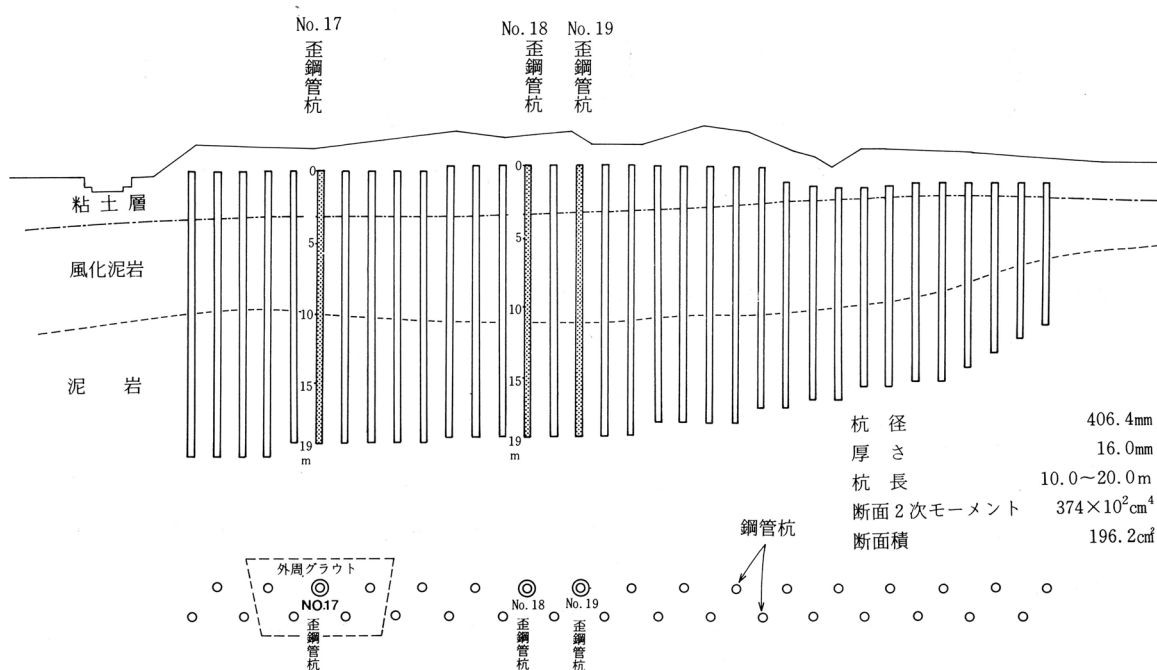 No.17
歪鋼管杭
No.18
歪鋼管杭
No.19
歪鋼管杭
0
5
10
15
19
m
0
5
10
15
19
m
粘土層
風化泥岩
泥岩
杭径 406.4mm
厚さ 16.0mm
杭長 10.0〜20.0m
断面2次モーメント 374×10²cm⁴
断面積 196.2cm²
鋼管杭
外周グラウト
NO.17
歪鋼管杭
No.18
歪鋼管杭
No.19
歪鋼管杭